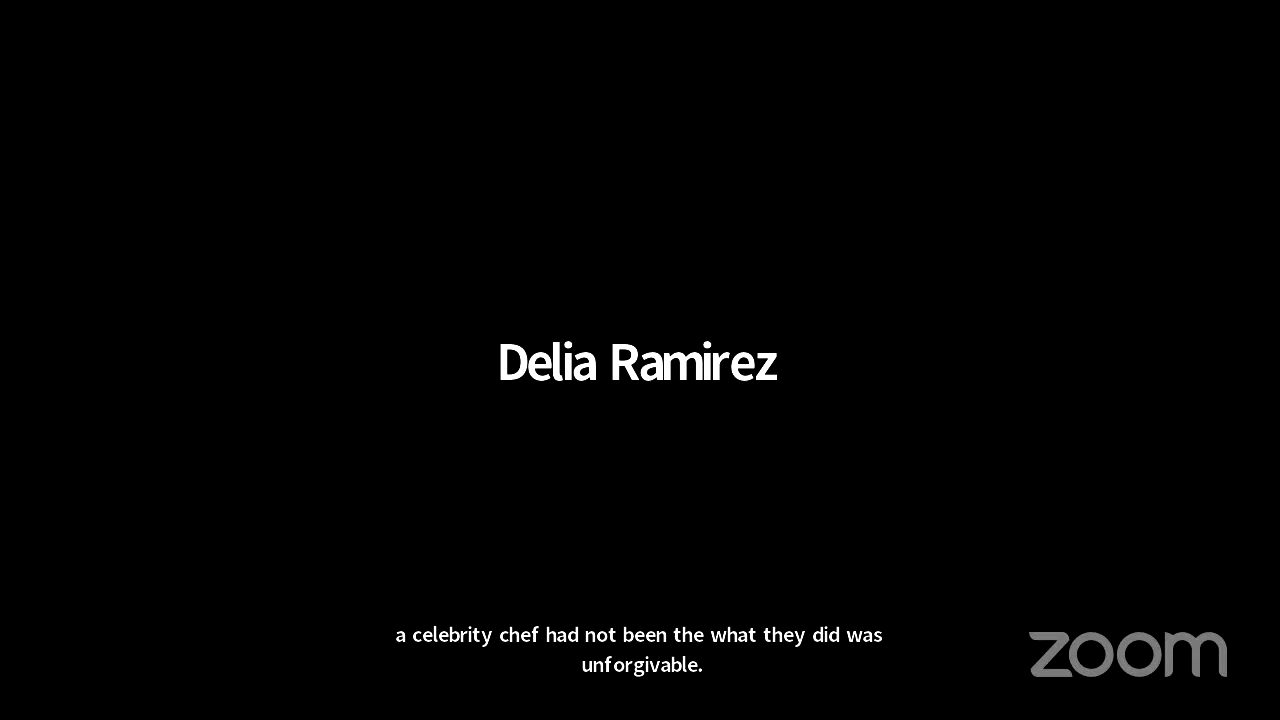 Delia Ramirez
a celebrity chef had not been the what they did was
unforgivable.
zoom